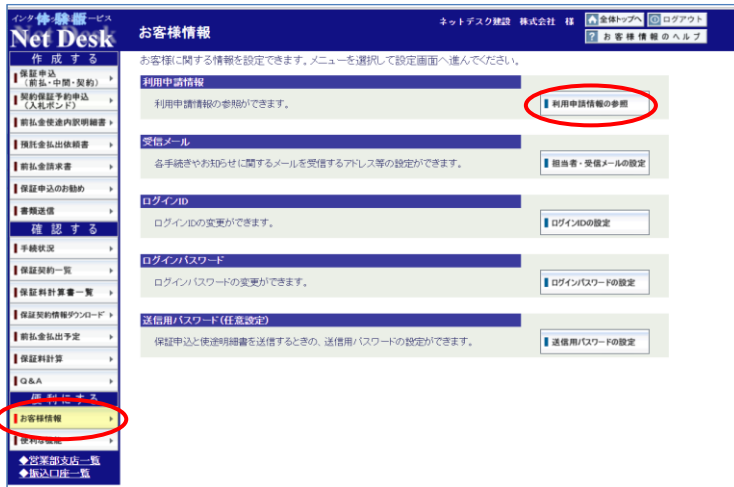 インタ体験版ービス
Net Desk
お客様情報
ネットデスク建設 株式会社 様
全体トップへ
ログアウト
? お客様情報のヘルプ
作成する
保証申込
(前払・中間・契約)
契約保証予約申込
(入札ボンド)
前払金使途内訳明細書
預託金払出依頼書
前払金請求書
保証申込のお勧め
書類送信
確認する
手続状況
保証契約一覧
保証料計算書一覧
保証契約情報ダウンロード
前払金払出予定
保証料計算
Q&A
便利にする
お客様情報
便利な機能
◆営業部支店一覧
◆振込口座一覧
お客様に関する情報を設定できます。メニューを選択して設定画面へ進んでください。
利用申請情報
利用申請情報の参照ができます。
利用申請情報の参照
受信メール
各手続きやお知らせに関するメールを受信するアドレス等の設定ができます。
担当者・受信メールの設定
ログインID
ログインIDの変更ができます。
ログインIDの設定
ログインパスワード
ログインパスワードの変更ができます。
ログインパスワードの設定
送信用パスワード(任意設定)
保証申込と使途明細書を送信するときの、送信用パスワードの設定ができます。
送信用パスワードの設定